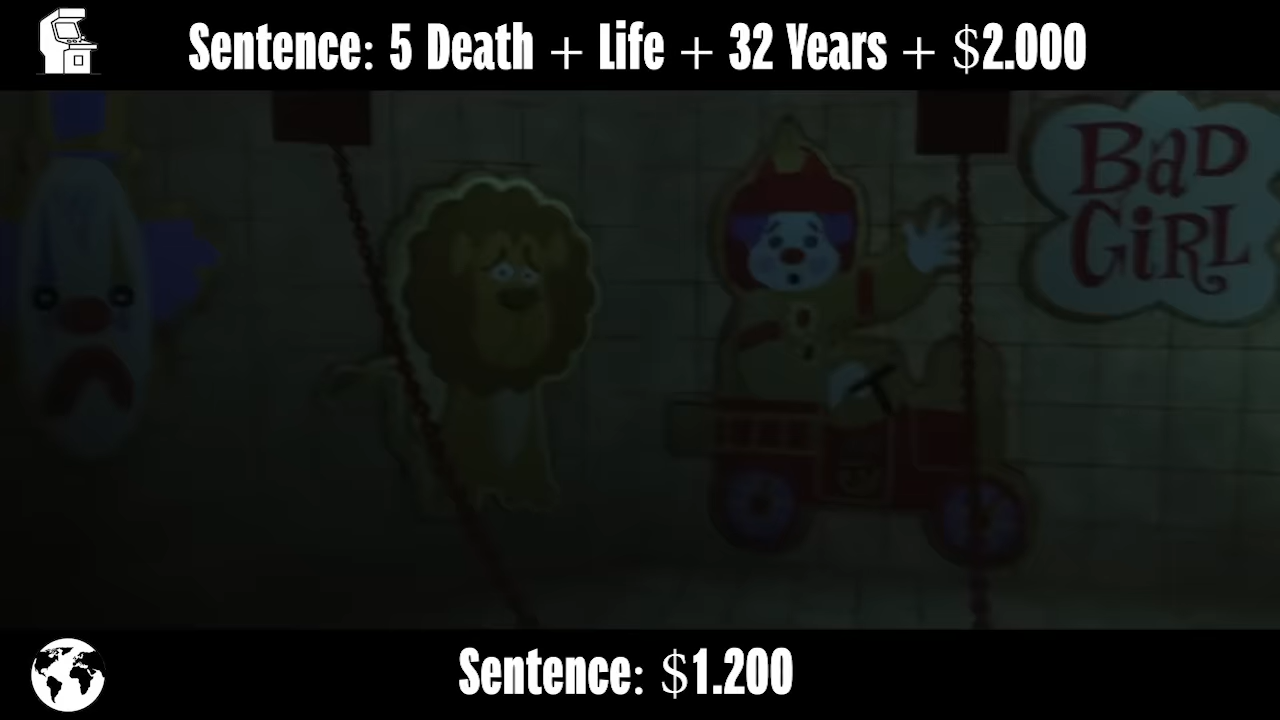 Sentence: 5 Death + Life + 32 Years + $2.000
BaD
GiRL
Sentence: $1.200